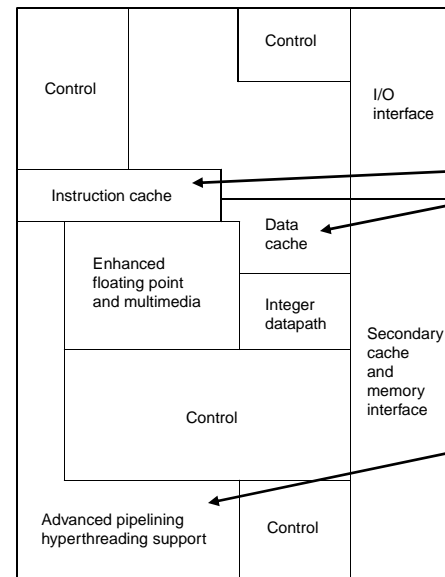 Control
Control
I/O
interface
Instruction cache
Data
cache
Enhanced
floating point
and multimedia
Integer
datapath
Secondary
cache
and
memory
interface
Control
Advanced pipelining
hyperthreading support
Control